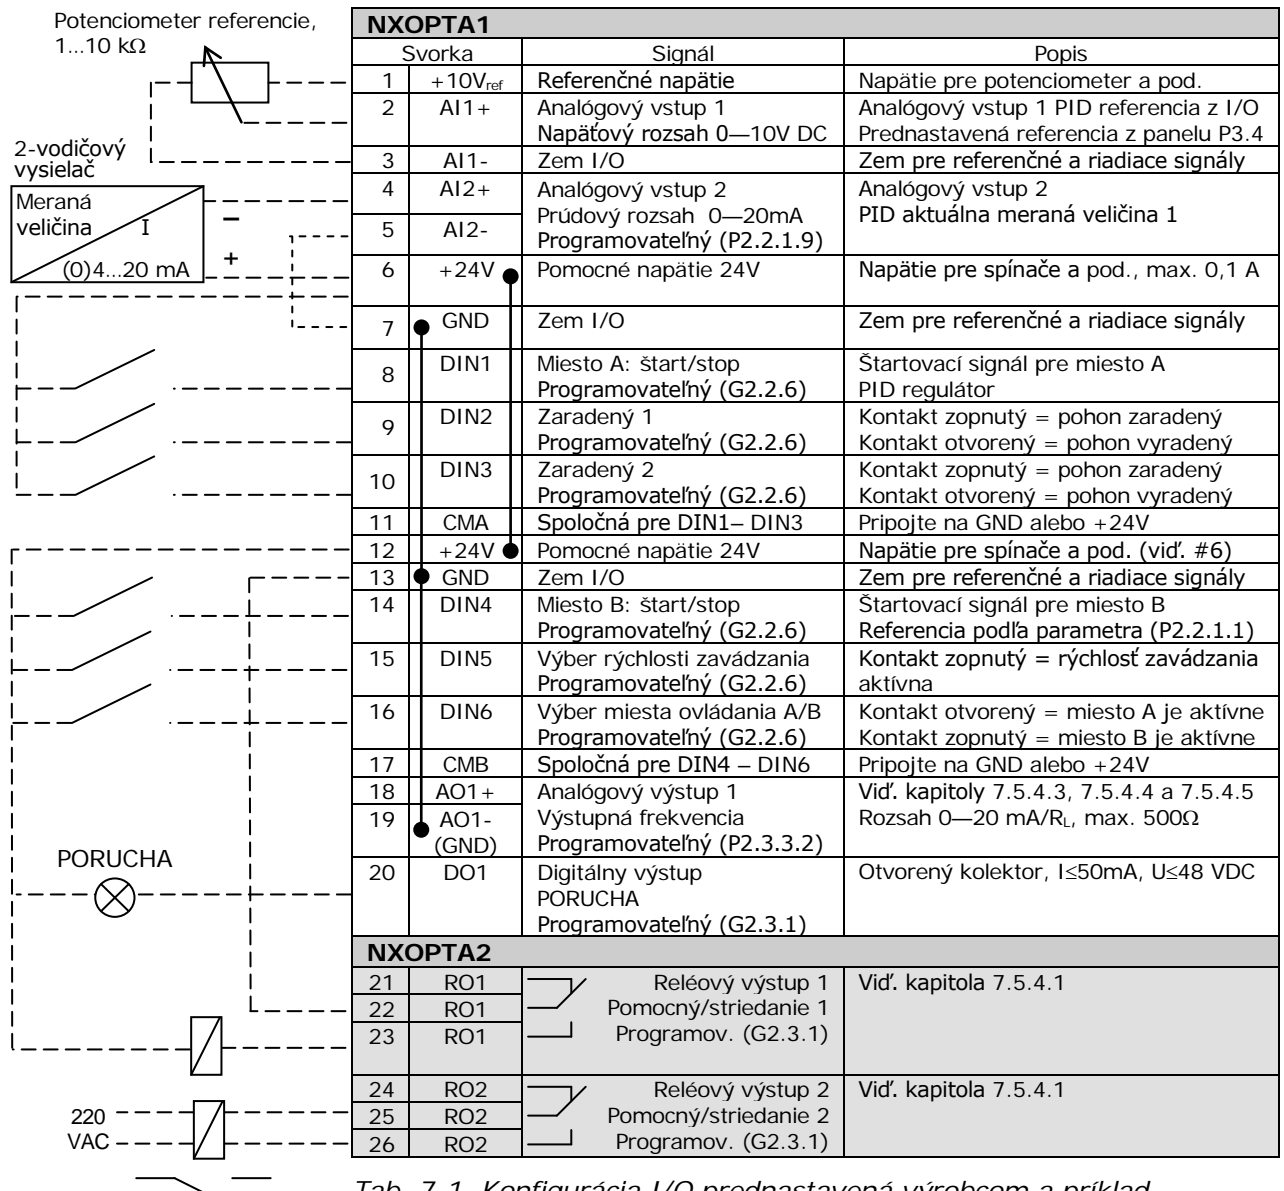 Potenciometer referencie,
1...10 kΩ
2-vodičový
vysielač
Meraná
veličina
I
(0)4...20 mA
–
+
PORUCHA
220
VAC
NXOPTA1
Svorka Signál Popis
1 +10Vref Referenčné napätie Napätie pre potenciometer a pod.
2 AI1+ Analógový vstup 1 Analógový vstup 1 PID referencia z I/O
Napäťový rozsah 0—10V DC Prednastavená referencia z panelu P3.4
3 AI1- Zem I/O Zem pre referenčné a riadiace signály
4 AI2+ Analógový vstup 2 Analógový vstup 2
Prúdový rozsah 0—20mA PID aktuálna meraná veličina 1
5 AI2- Programovateľný (P2.2.1.9)
6 +24V Pomocné napätie 24V Napätie pre spínače a pod., max. 0,1 A
7 GND Zem I/O Zem pre referenčné a riadiace signály
8 DIN1 Miesto A: štart/stop Štartovací signál pre miesto A
Programovateľný (G2.2.6) PID regulátor
9 DIN2 Zaradený 1 Kontakt zopnutý = pohon zaradený
Programovateľný (G2.2.6) Kontakt otvorený = pohon vyradený
10 DIN3 Zaradený 2 Kontakt zopnutý = pohon zaradený
Programovateľný (G2.2.6) Kontakt otvorený = pohon vyradený
11 CMA Spoločná pre DIN1– DIN3 Pripojte na GND alebo +24V
12 +24V Pomocné napätie 24V Napätie pre spínače a pod. (viď. #6)
13 GND Zem I/O Zem pre referenčné a riadiace signály
14 DIN4 Miesto B: štart/stop Štartovací signál pre miesto B
Programovateľný (G2.2.6) Referencia podľa parametra (P2.2.1.1)
15 DIN5 Výber rýchlosti zavádzania Kontakt zopnutý = rýchlosť zavádzania
Programovateľný (G2.2.6) aktívna
16 DIN6 Výber miesta ovládania A/B Kontakt otvorený = miesto A je aktívne
Programovateľný (G2.2.6) Kontakt zopnutý = miesto B je aktívne
17 CMB Spoločná pre DIN4 – DIN6 Pripojte na GND alebo +24V
18 AO1+ Analógový výstup 1 Viď. kapitoly 7.5.4.3, 7.5.4.4 a 7.5.4.5
19 AO1- Výstupná frekvencia Rozsah 0—20 mA/RL, max. 500Ω
(GND) Programovateľný (P2.3.3.2)
20 DO1 Digitálny výstup Otvorený kolektor, I≤50mA, U≤48 VDC
PORUCHA
Programovateľný (G2.3.1)
NXOPTA2
21 RO1 Reléový výstup 1 Viď. kapitola 7.5.4.1
22 RO1 Pomocný/striedanie 1
23 RO1 Programov. (G2.3.1)
24 RO2 Reléový výstup 2 Viď. kapitola 7.5.4.1
25 RO2 Pomocný/striedanie 2
26 RO2 Programov. (G2.3.1)
Tab. 7-1. Konfigurácia I/O prednastavená výrobcom a príklad